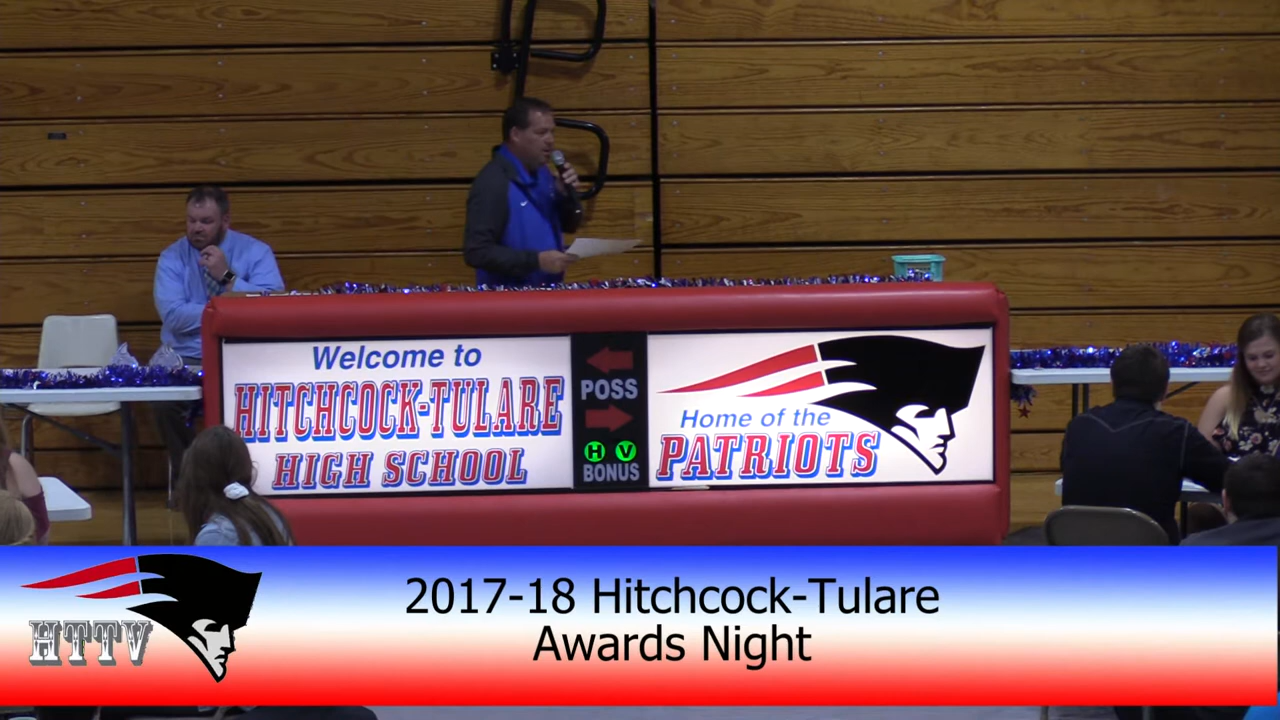 Welcome to
HITCHCOCK-TULARE
HIGH SCHOOL
POSS
H V
BONUS
Home of the
PATRIOTS
HTTV
2017-18 Hitchcock-Tulare
Awards Night